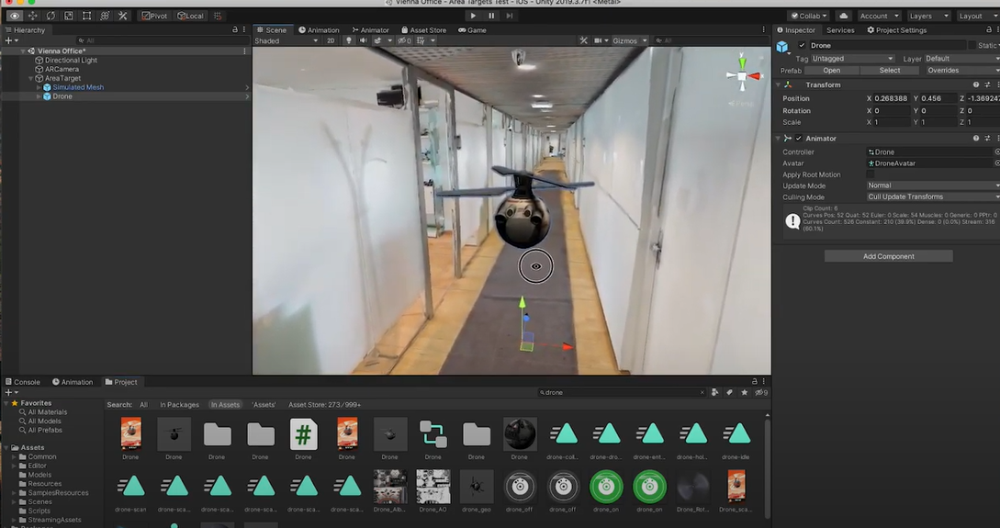 Vienna Office - Area Targets Test - iOS - Unity 2019.3.7f1 <Metal>
Pivot Local Collab Account Layers Layout
Hierarchy
All
Vienna Office*
Directional Light
ARCamera
AreaTarget
Simulated Mesh
Drone
Scene Animation Animator Asset Store Game
Shaded 2D 0 Gizmos All
y
Inspector Services Project Settings
Drone Static
Tag Untagged Layer Default
Prefab Open Select Overrides
Transform
Position X 0.268388 Y 0.456 Z -1.369247
Rotation X 0 Y 0 Z 0
Scale X 1 Y 1 Z 1
Animator
Controller Drone
Avatar DroneAvatar
Apply Root Motion
Update Mode Normal
Culling Mode Cull Update Transforms
Clip Count: 6
Curves Pos: 52 Quat: 52 Euler: 0 Scale: 54 Muscles: 0 Generic: 0 PPtr: 0
Curves Count: 526 Constant: 210 (39.9%) Dense: 0 (0.0%) Stream: 316
(60.1%)
Add Component
Console Animation Project
Search: All In Packages In Assets 'Assets' Asset Store: 273/999+
drone 9
Favorites
All Materials
All Models
All Prefabs
Assets
Common
Editor
Models
Resources
SamplesResources
Scenes
Scripts
StreamingAssets
Drone Drone Drone Drone Drone Drone Drone Drone Drone Drone drone-coll... drone-dro... drone-ent... drone-hol... drone-idle
drone-scan drone-sca... drone-sca... drone-sca... drone-sca... drone-sca... Drone_Alb... Drone_AO drone_geo drone_off drone_off drone_on drone_on Drone_Rot... Drone_sca...